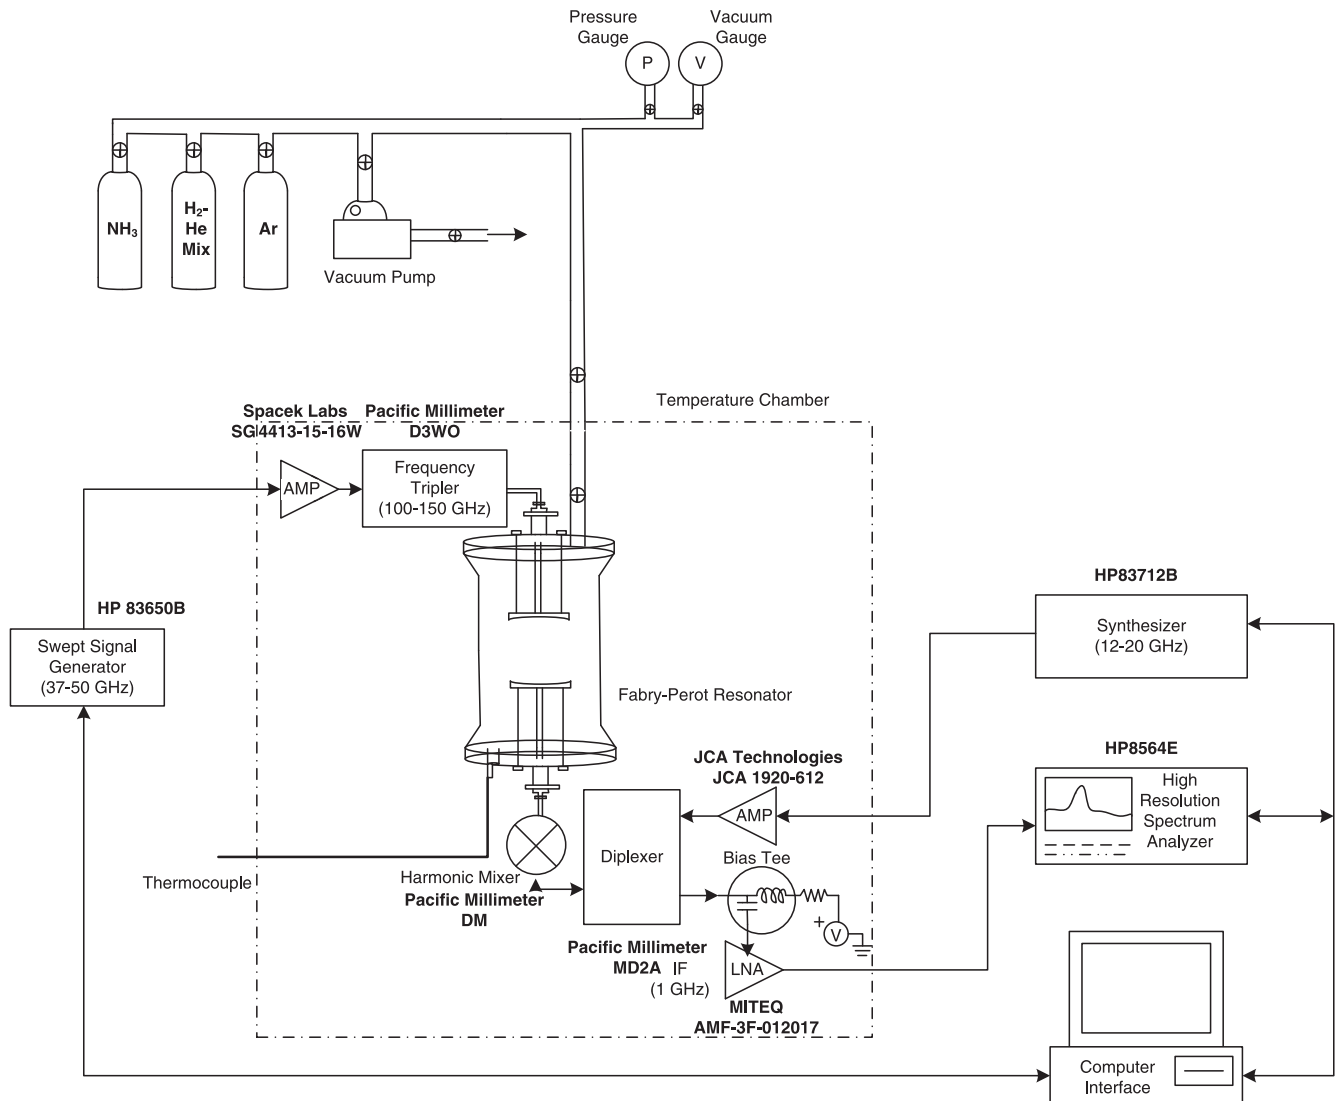 Pressure
Gauge
Vacuum
Gauge
P
V
NH3
H2-
He
Mix
Ar
Vacuum Pump
Temperature Chamber
Spacek Labs
SG4413-15-16W
Pacific Millimeter
D3WO
AMP
Frequency
Tripler
(100-150 GHz)
HP 83650B
Swept Signal
Generator
(37-50 GHz)
HP83712B
Synthesizer
(12-20 GHz)
Fabry-Perot Resonator
JCA Technologies
JCA 1920-612
AMP
HP8564E
High
Resolution
Spectrum
Analyzer
Diplexer
Bias Tee
Thermocouple
Harmonic Mixer
Pacific Millimeter
DM
+
V
Pacific Millimeter
MD2A IF
(1 GHz)
LNA
MITEQ
AMF-3F-012017
Computer
Interface